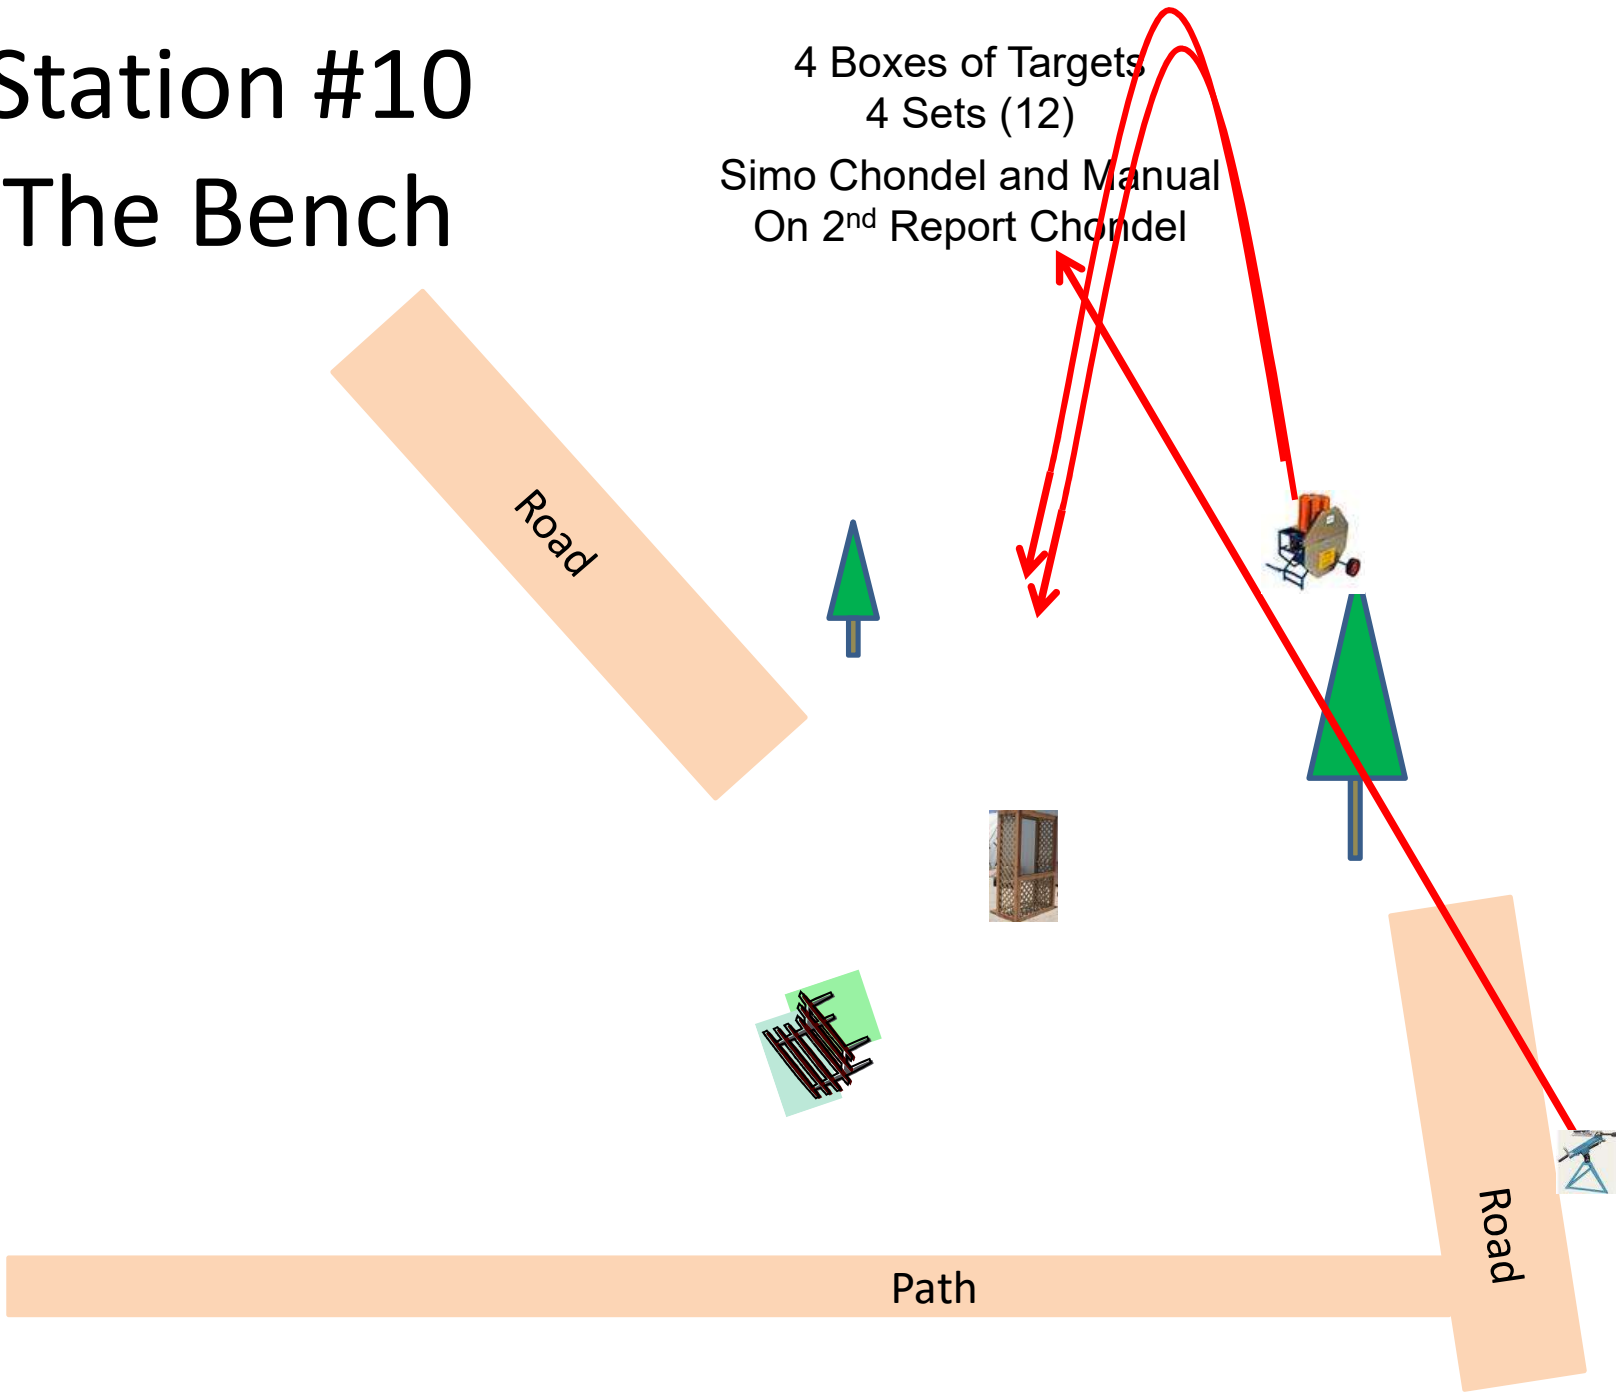 Station #10
The Bench
4 Boxes of Targets
4 Sets (12)
Simo Chondel and Manual
On 2nd Report Chondel
Road
Road
Path